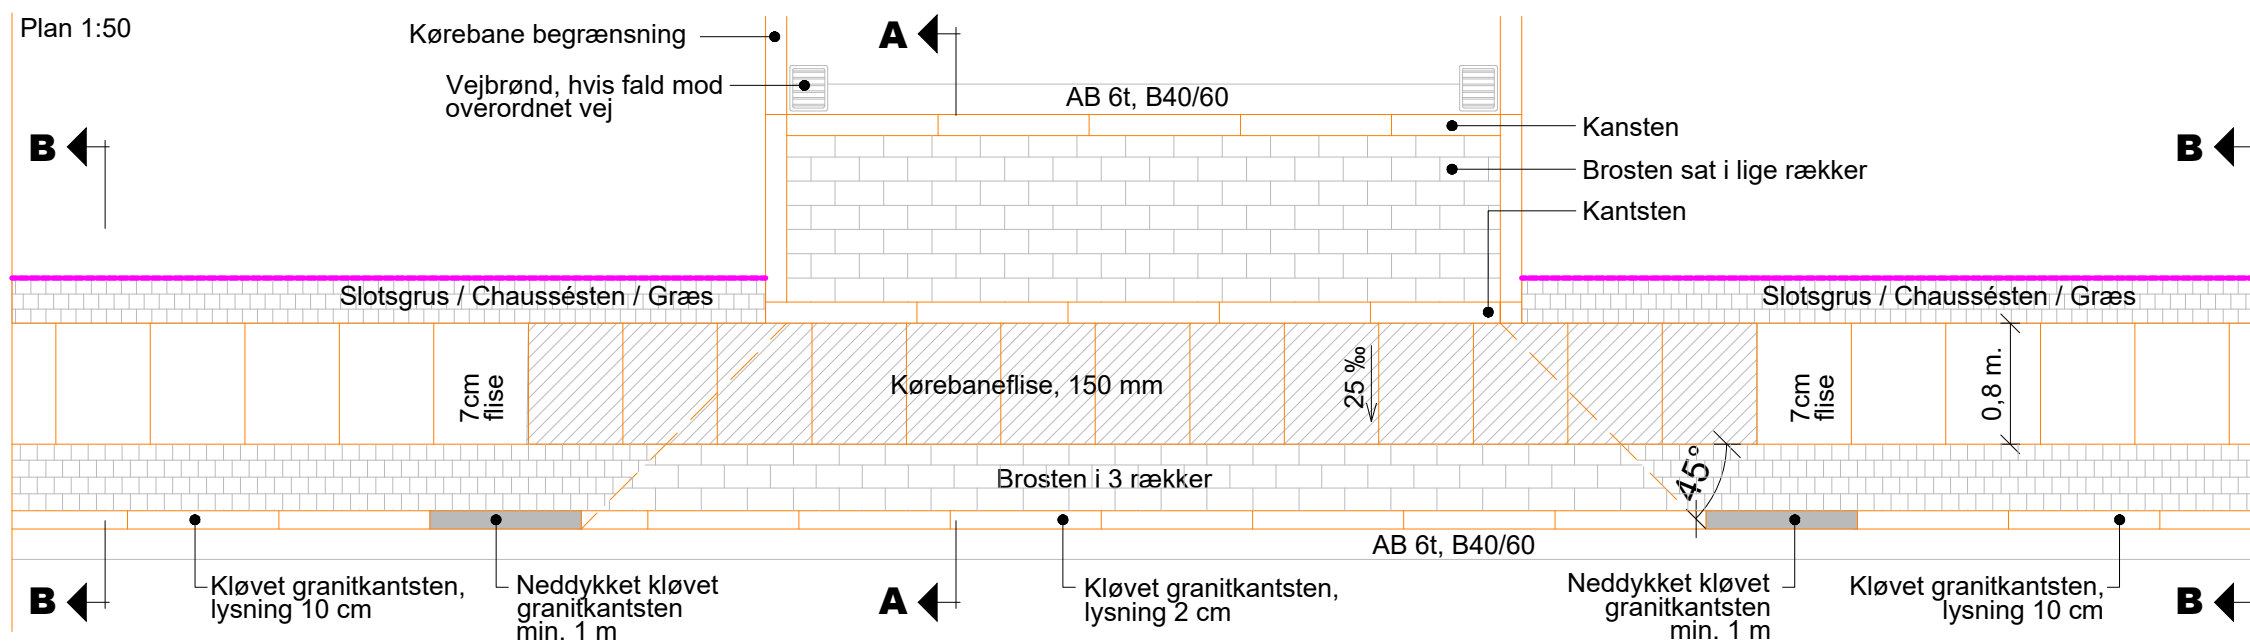 Plan 1:50
Kørebane begrænsning
A
Vejbrønd, hvis fald mod
overordnet vej
AB 6t, B40/60
Kansten
B
B
Brosten sat i lige rækker
Kantsten
Slotsgrus / Chaussésten / Græs
Slotsgrus / Chaussésten / Græs
7cm
flise
Kørebaneflise, 150 mm
25 ‰
7cm
flise
0,8 m.
Brosten i 3 rækker
45°
AB 6t, B40/60
B
Kløvet granitkantsten,
lysning 10 cm
Neddykket kløvet
granitkantsten
min. 1 m
A
Kløvet granitkantsten,
lysning 2 cm
Neddykket kløvet
granitkantsten
min. 1 m
Kløvet granitkantsten,
lysning 10 cm
B